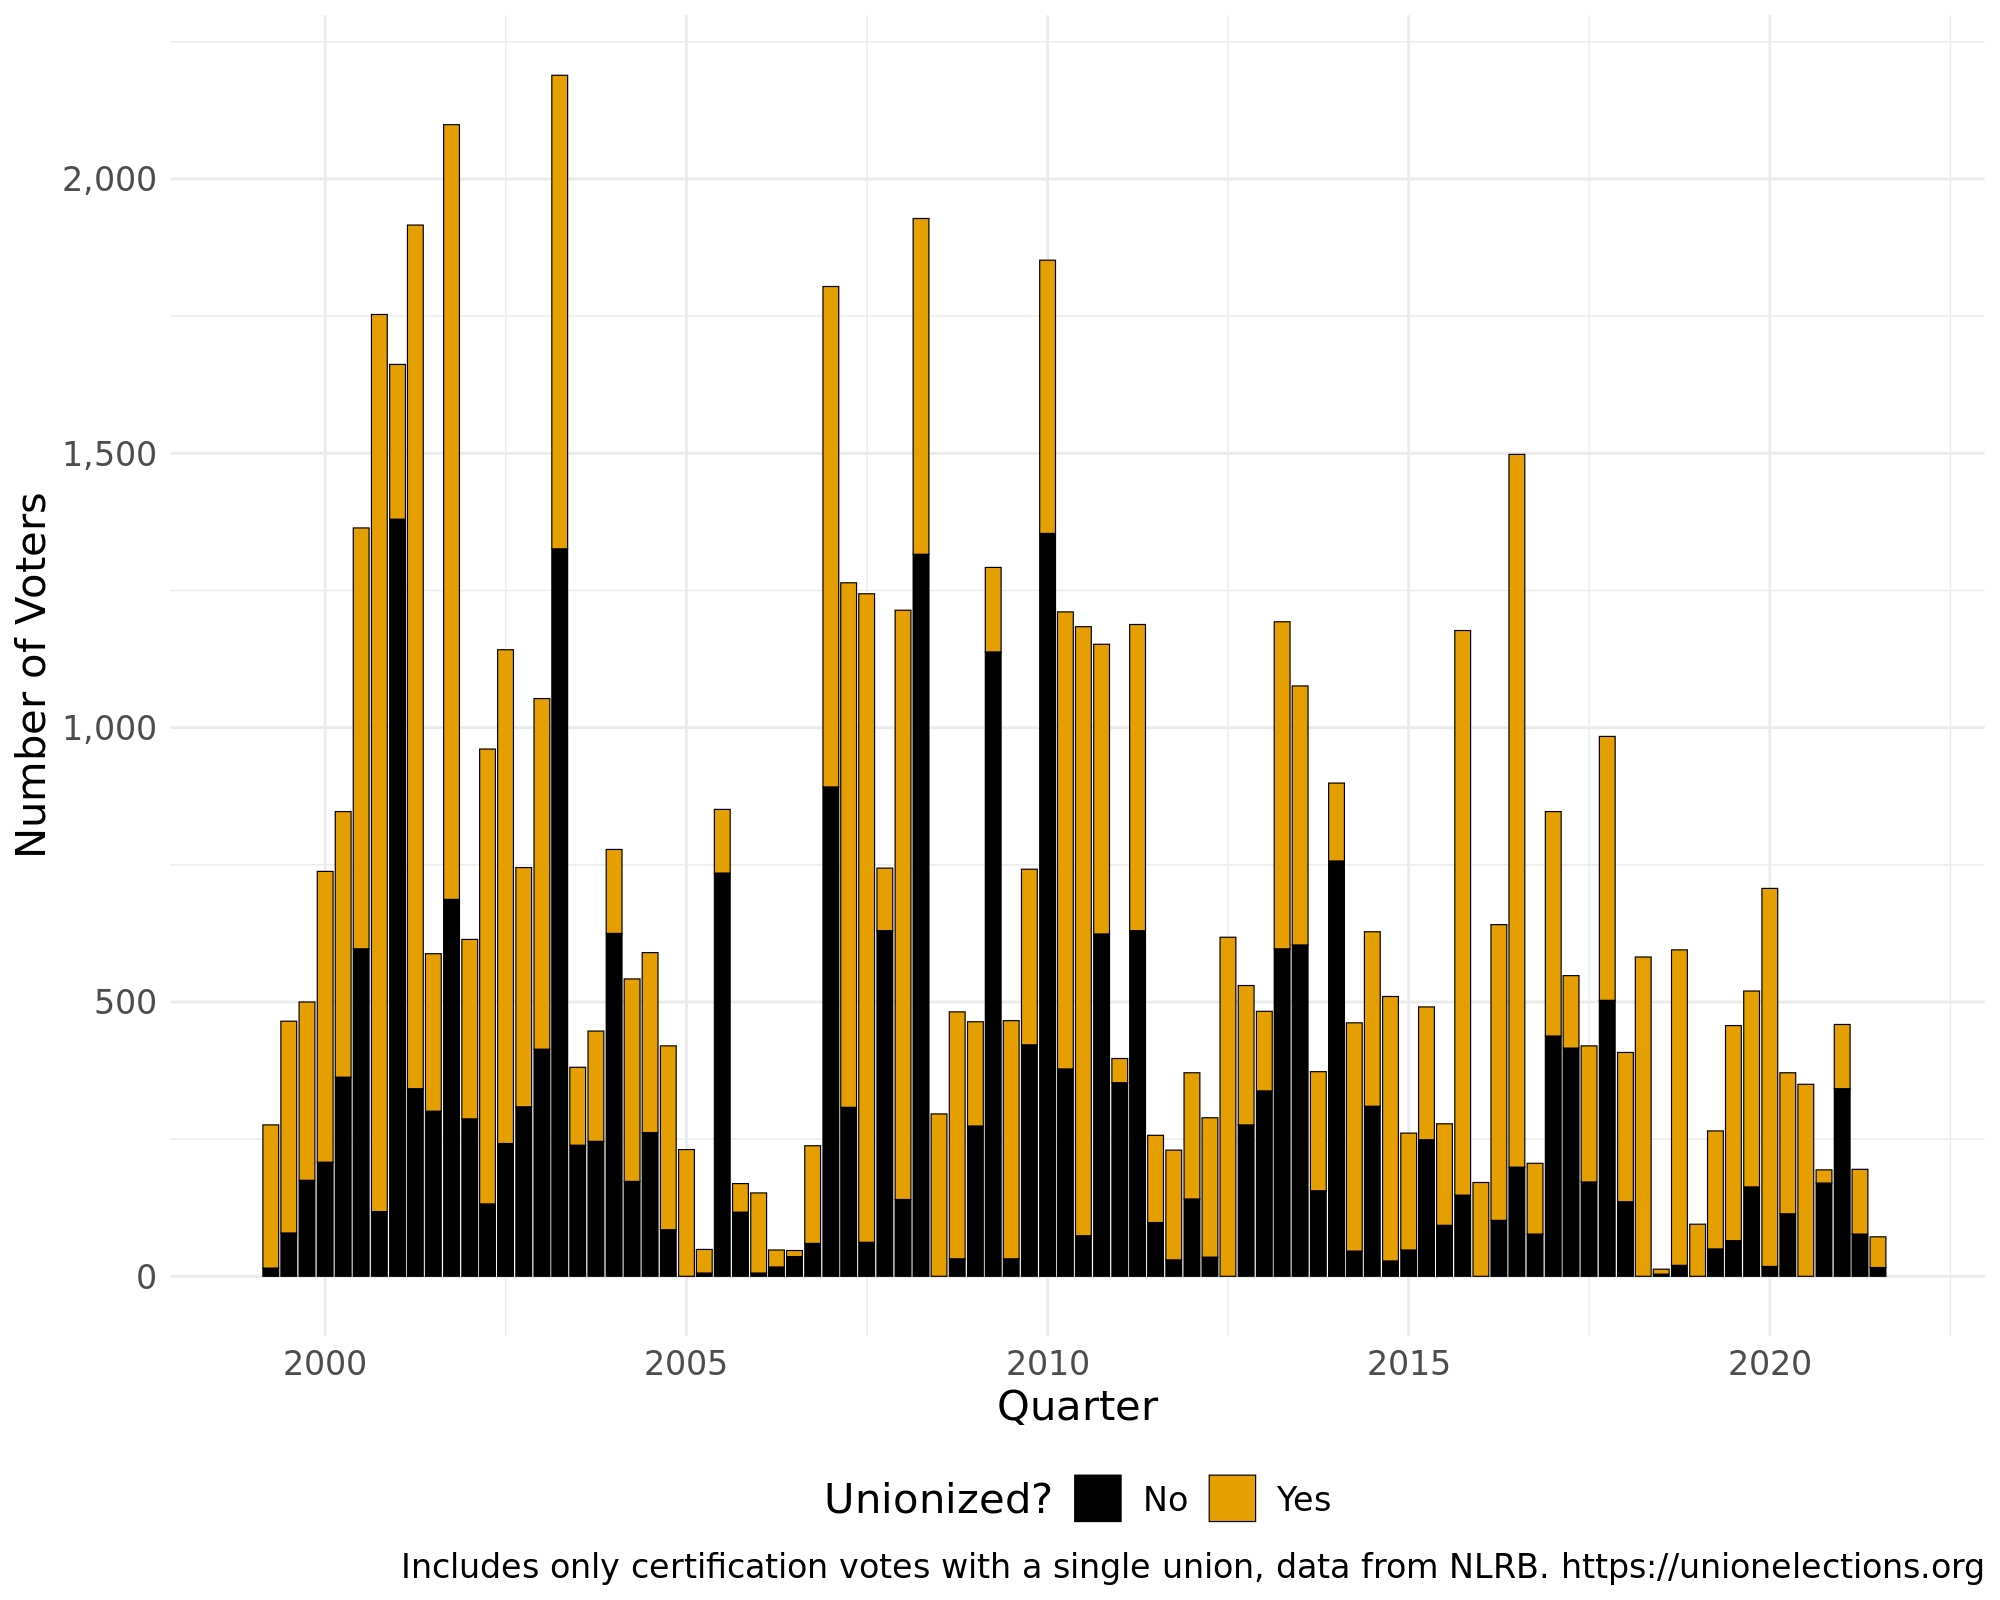 2,000
1,500
1,000
500
0
Number of Voters
2000 2005 2010 2015 2020
Quarter
Unionized? No Yes
Includes only certification votes with a single union, data from NLRB. https://unionelections.org